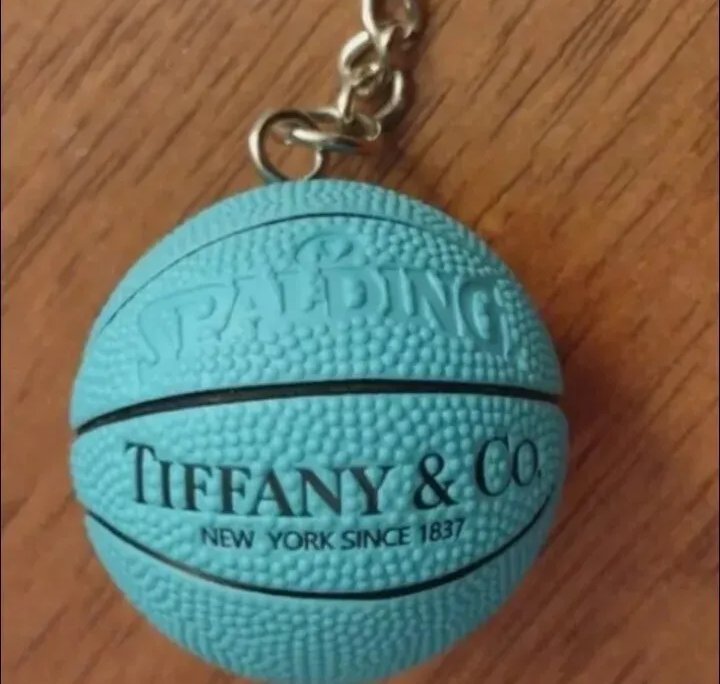 SPALDING
TIFFANY & CO.
NEW YORK SINCE 1837